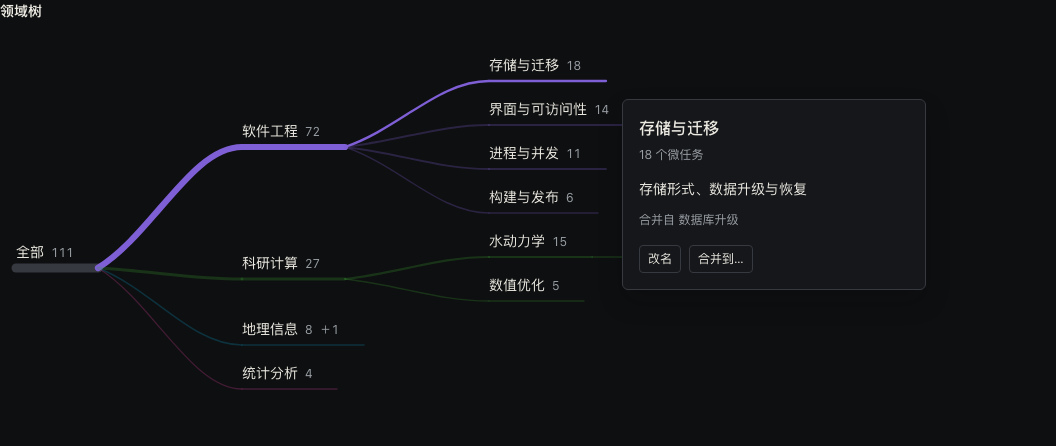 领域树
存储与迁移 18
界面与可访问性 14
软件工程 72
进程与并发 11
构建与发布 6
水动力学 15
全部 111
科研计算 27
数值优化 5
地理信息 8 +1
统计分析 4
存储与迁移
18 个微任务
存储形式、数据升级与恢复
合并自 数据库升级
改名 合并到...